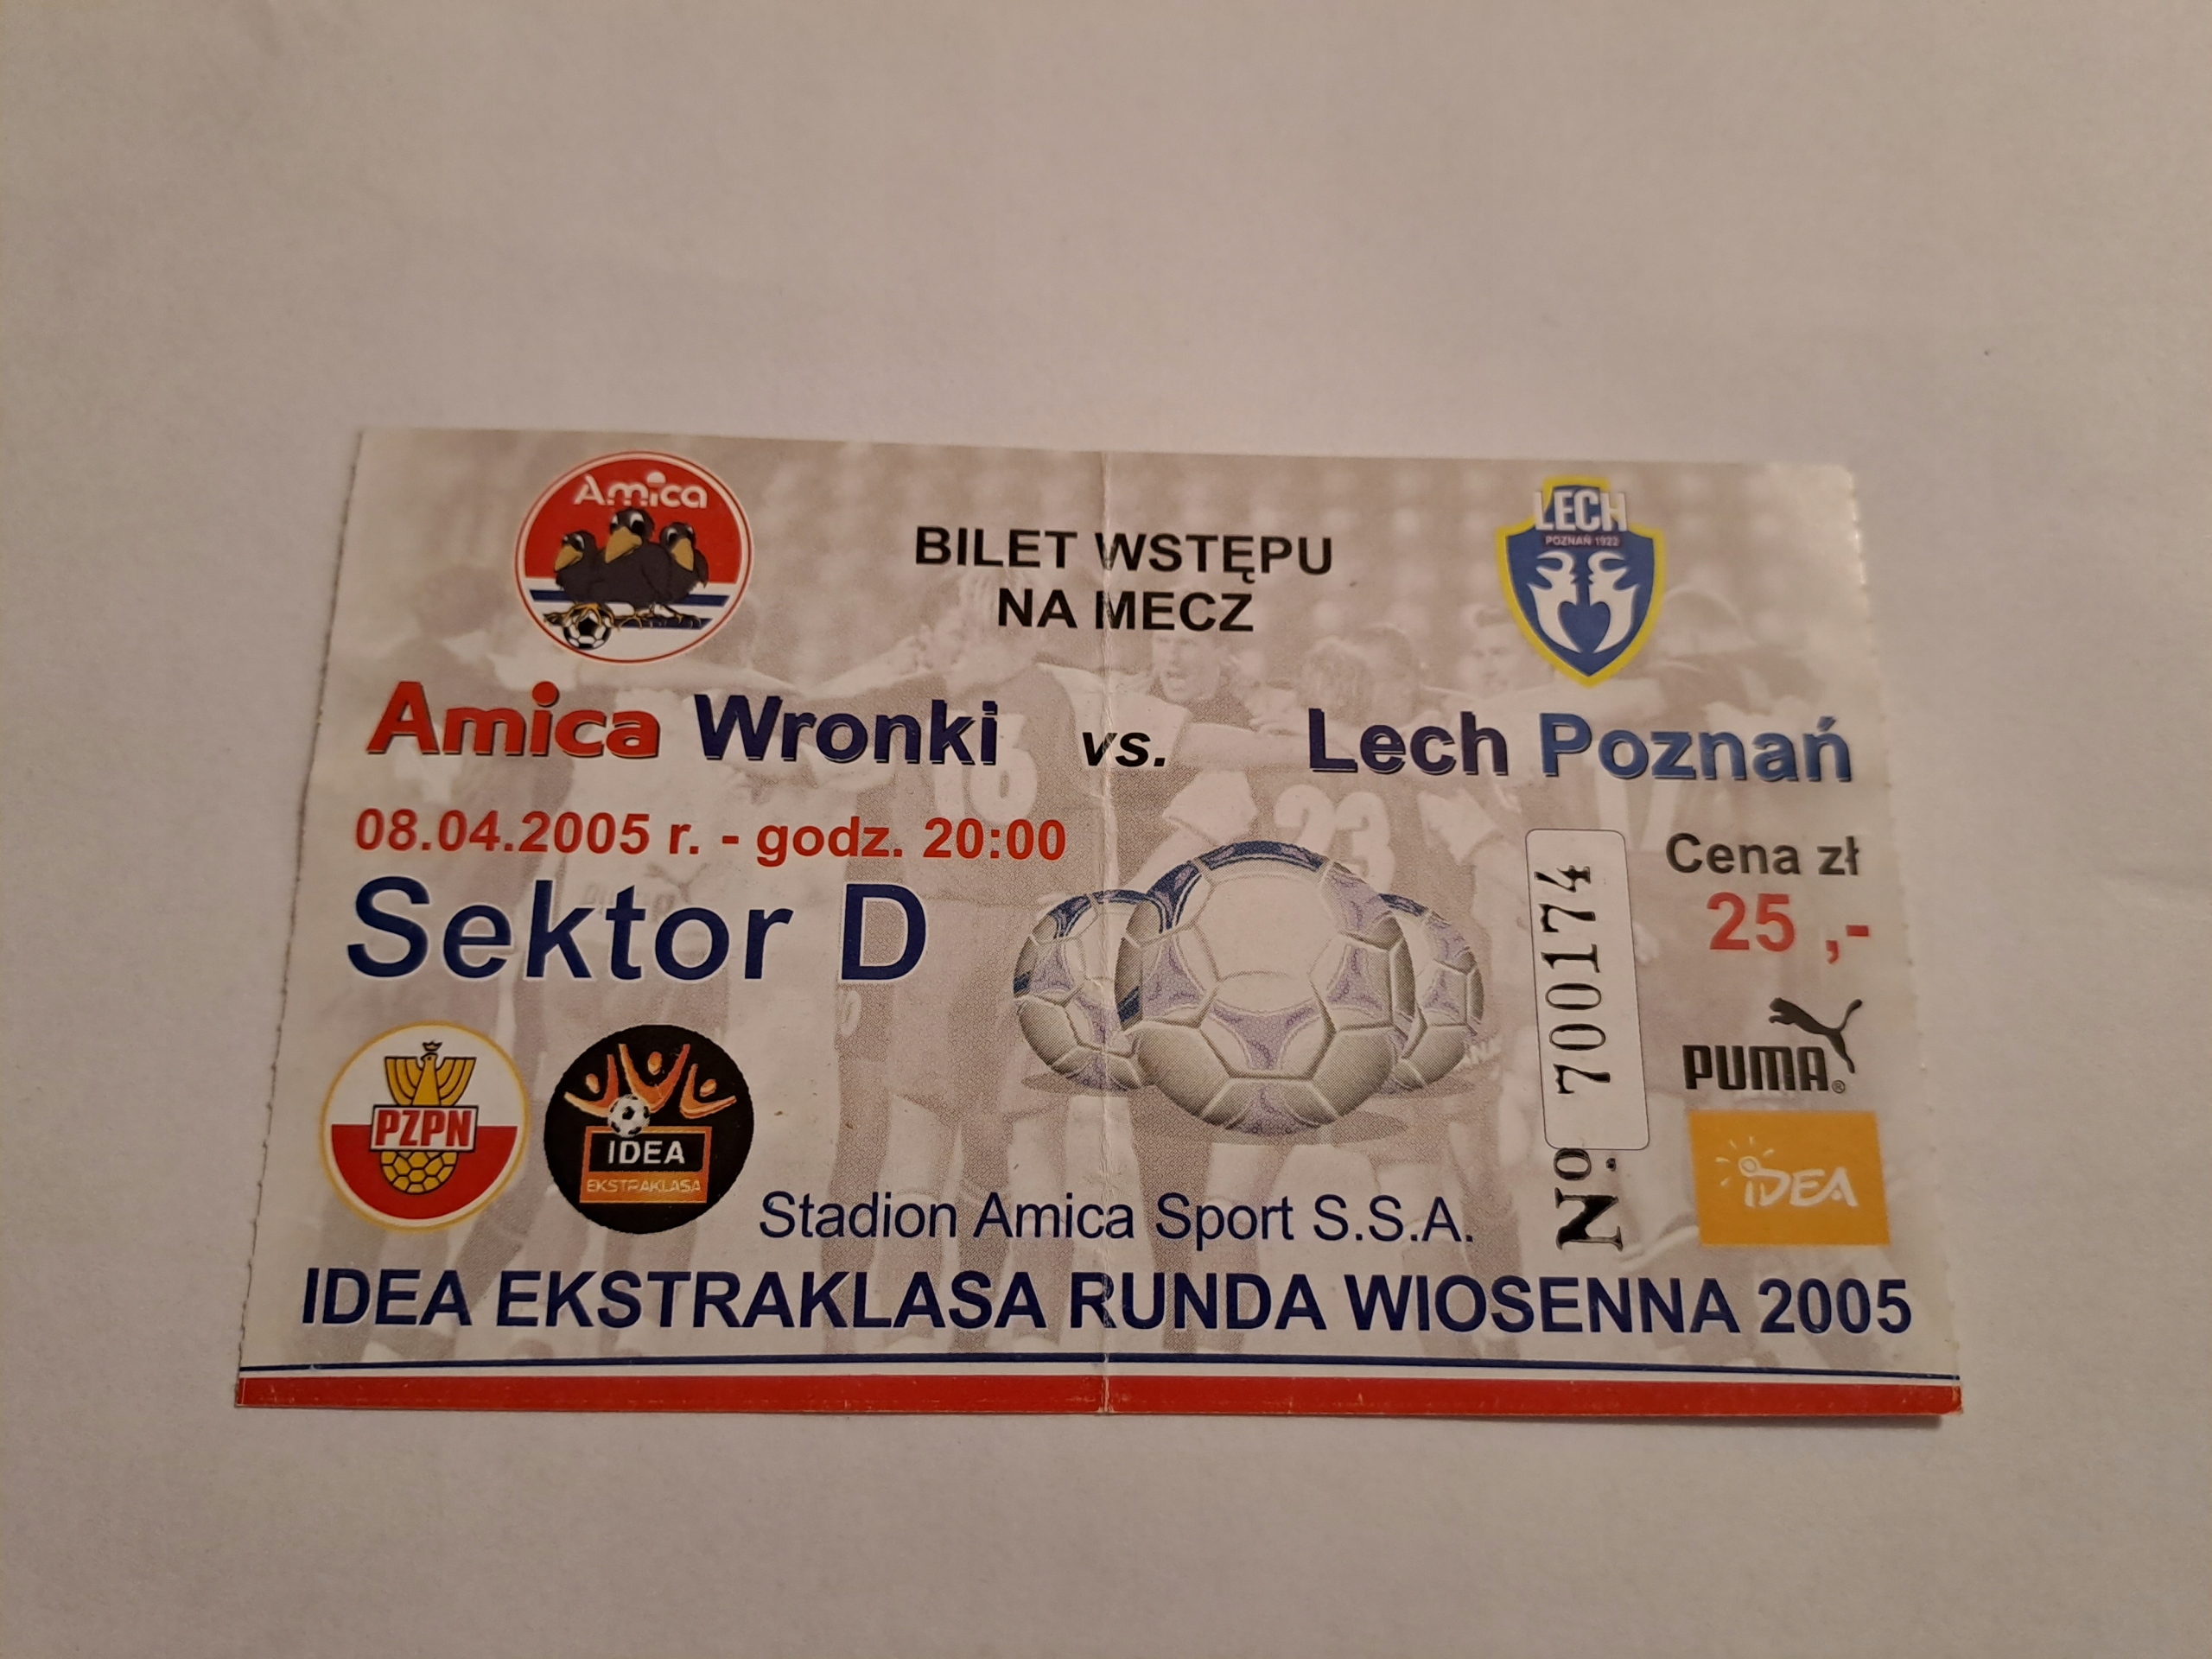 Amica
BILET WSTĘPU
NA MECZ
LECH
POZNAŃ 1922
Amica Wronki vs. Lech Poznań
08.04.2005 r. - godz. 20:00
Cena zł
25 ,-
Sektor D
16
23
No. 700174
PUMA®
PZPN
IDEA
EKSTRAKLASA
IDEA
Stadion Amica Sport S.S.A.
IDEA EKSTRAKLASA RUNDA WIOSENNA 2005